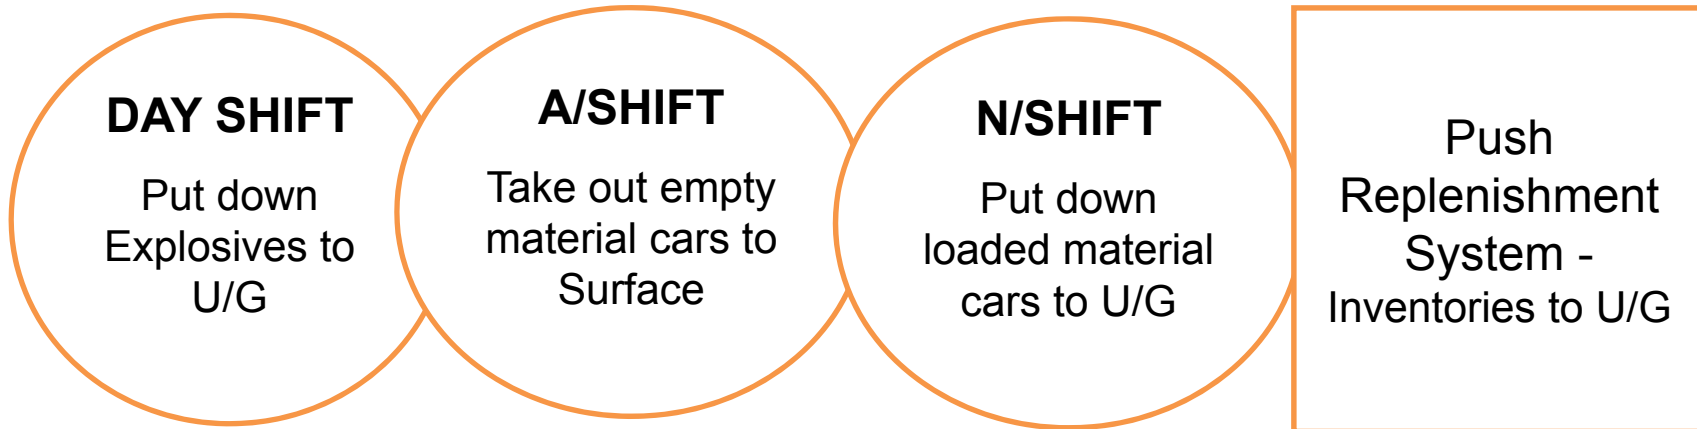 DAY SHIFT
Put down
Explosives to
U/G
A/SHIFT
Take out empty
material cars to
Surface
N/SHIFT
Put down
loaded material
cars to U/G
Push
Replenishment
System -
Inventories to U/G